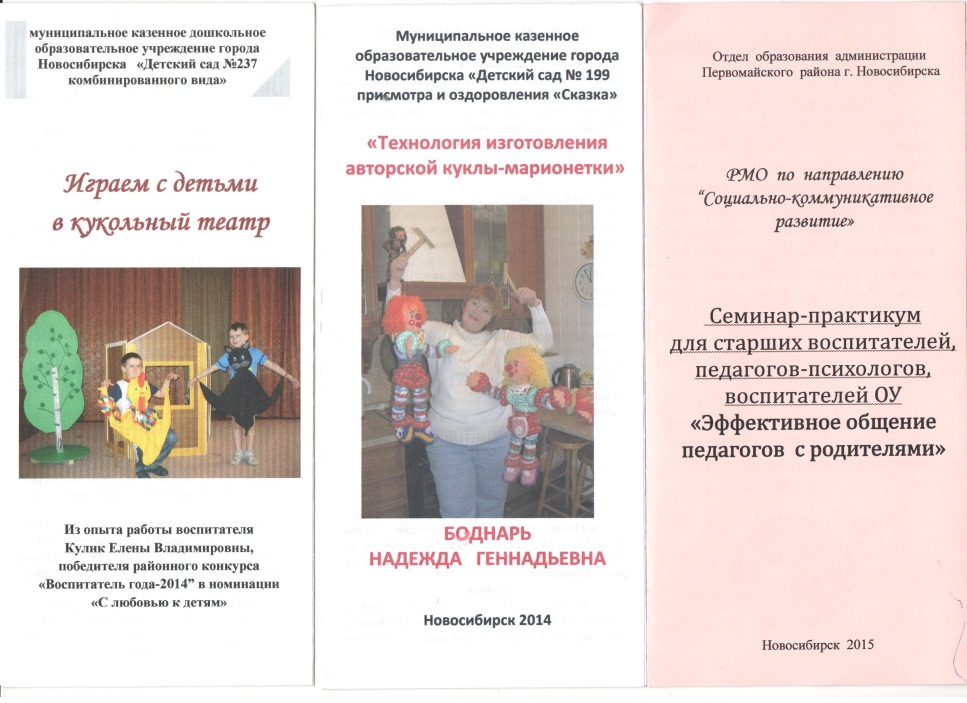 муниципальное казенное дошкольное
образовательное учреждение города
Новосибирска «Детский сад №237
комбинированного вида»
Играем с детьми
в кукольный театр
Из опыта работы воспитателя
Кулик Елены Владимировны,
победителя районного конкурса
«Воспитатель года-2014” в номинации
«С любовью к детям»
Муниципальное казенное
образовательное учреждение города
Новосибирска «Детский сад № 199
присмотра и оздоровления «Сказка»
«Технология изготовления
авторской куклы-марионетки»
БОДНАРЬ
НАДЕЖДА ГЕННАДЬЕВНА
Новосибирск 2014
Отдел образования администрации
Первомайского района г. Новосибирска
РМО по направлению
“Социально-коммуникативное
развитие»
Семинар-практикум
для старших воспитателей,
педагогов-психологов,
воспитателей ОУ
«Эффективное общение
педагогов с родителями»
Новосибирск 2015